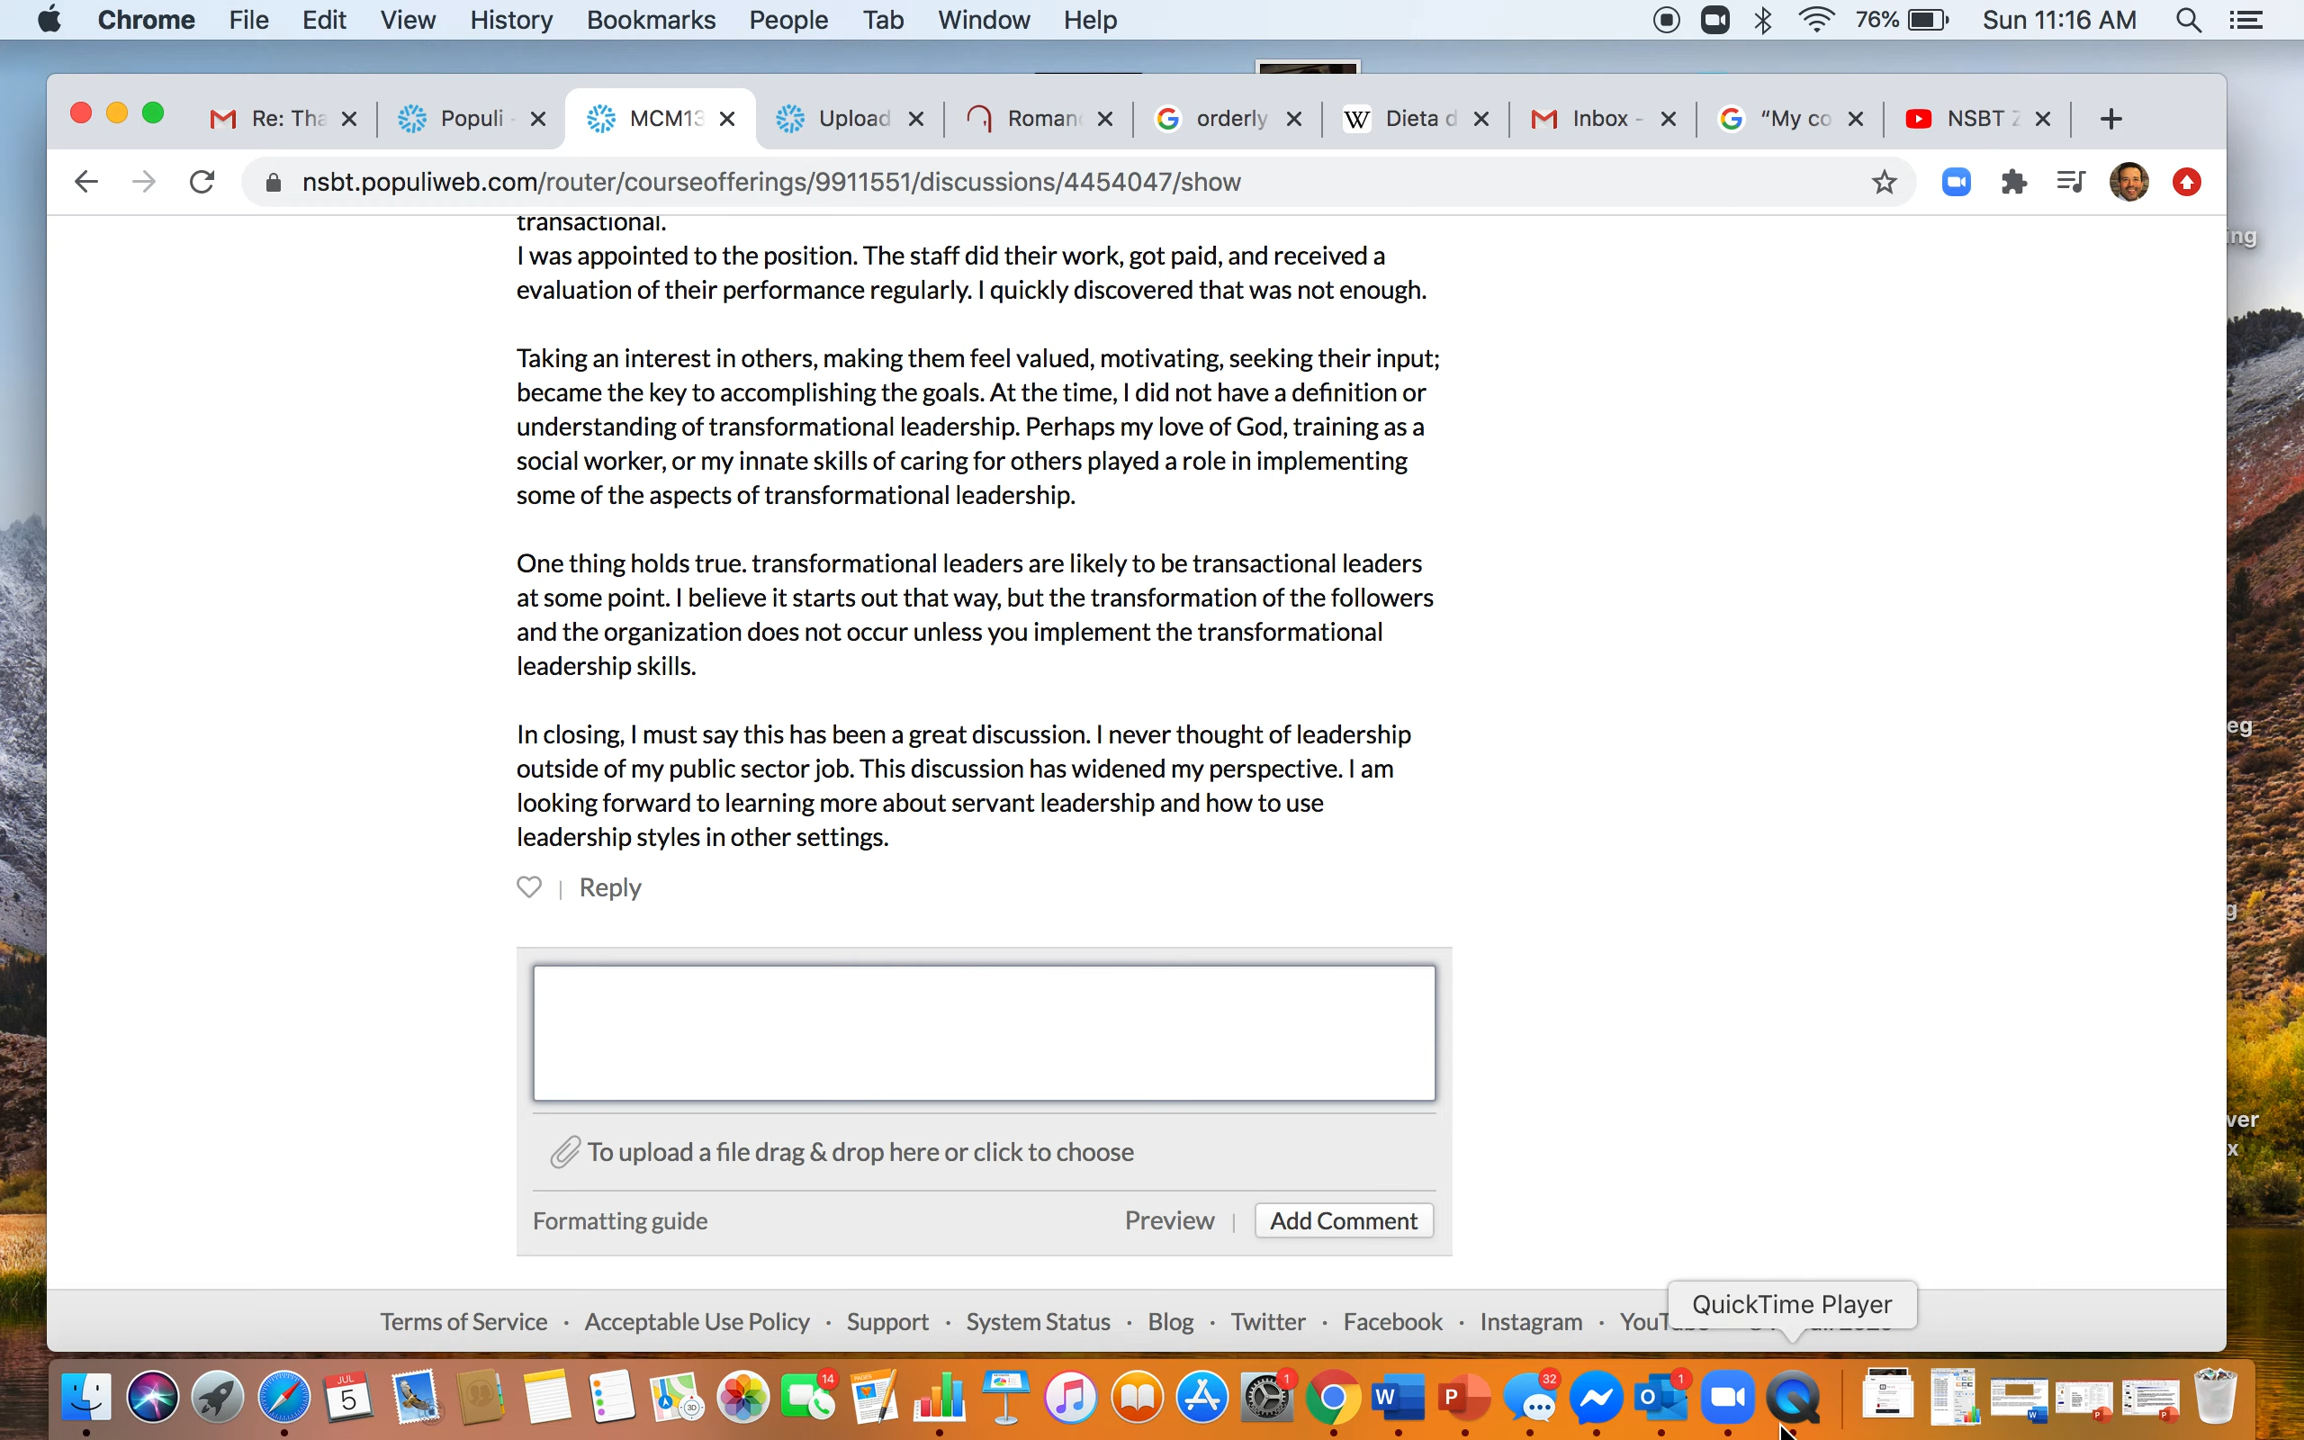 Chrome File Edit View History Bookmarks People Tab Window Help 76% Sun 11:16 AM
Re: Tha Populi - MCM13 Upload Roman orderly W Dieta d Inbox - “My co NSBT Z
nsbt.populiweb.com/router/courseofferings/9911551/discussions/4454047/show
transactional.
I was appointed to the position. The staff did their work, got paid, and received a
evaluation of their performance regularly. I quickly discovered that was not enough.
Taking an interest in others, making them feel valued, motivating, seeking their input;
became the key to accomplishing the goals. At the time, I did not have a definition or
understanding of transformational leadership. Perhaps my love of God, training as a
social worker, or my innate skills of caring for others played a role in implementing
some of the aspects of transformational leadership.
One thing holds true. transformational leaders are likely to be transactional leaders
at some point. I believe it starts out that way, but the transformation of the followers
and the organization does not occur unless you implement the transformational
leadership skills.
In closing, I must say this has been a great discussion. I never thought of leadership
outside of my public sector job. This discussion has widened my perspective. I am
looking forward to learning more about servant leadership and how to use
leadership styles in other settings.
| Reply
To upload a file drag & drop here or click to choose
Formatting guide Preview | Add Comment
QuickTime Player
Terms of Service · Acceptable Use Policy · Support · System Status · Blog · Twitter · Facebook · Instagram ·
ng
eg
g
ver
x
JUL
5
14
3D
1
W
P
32
O
1